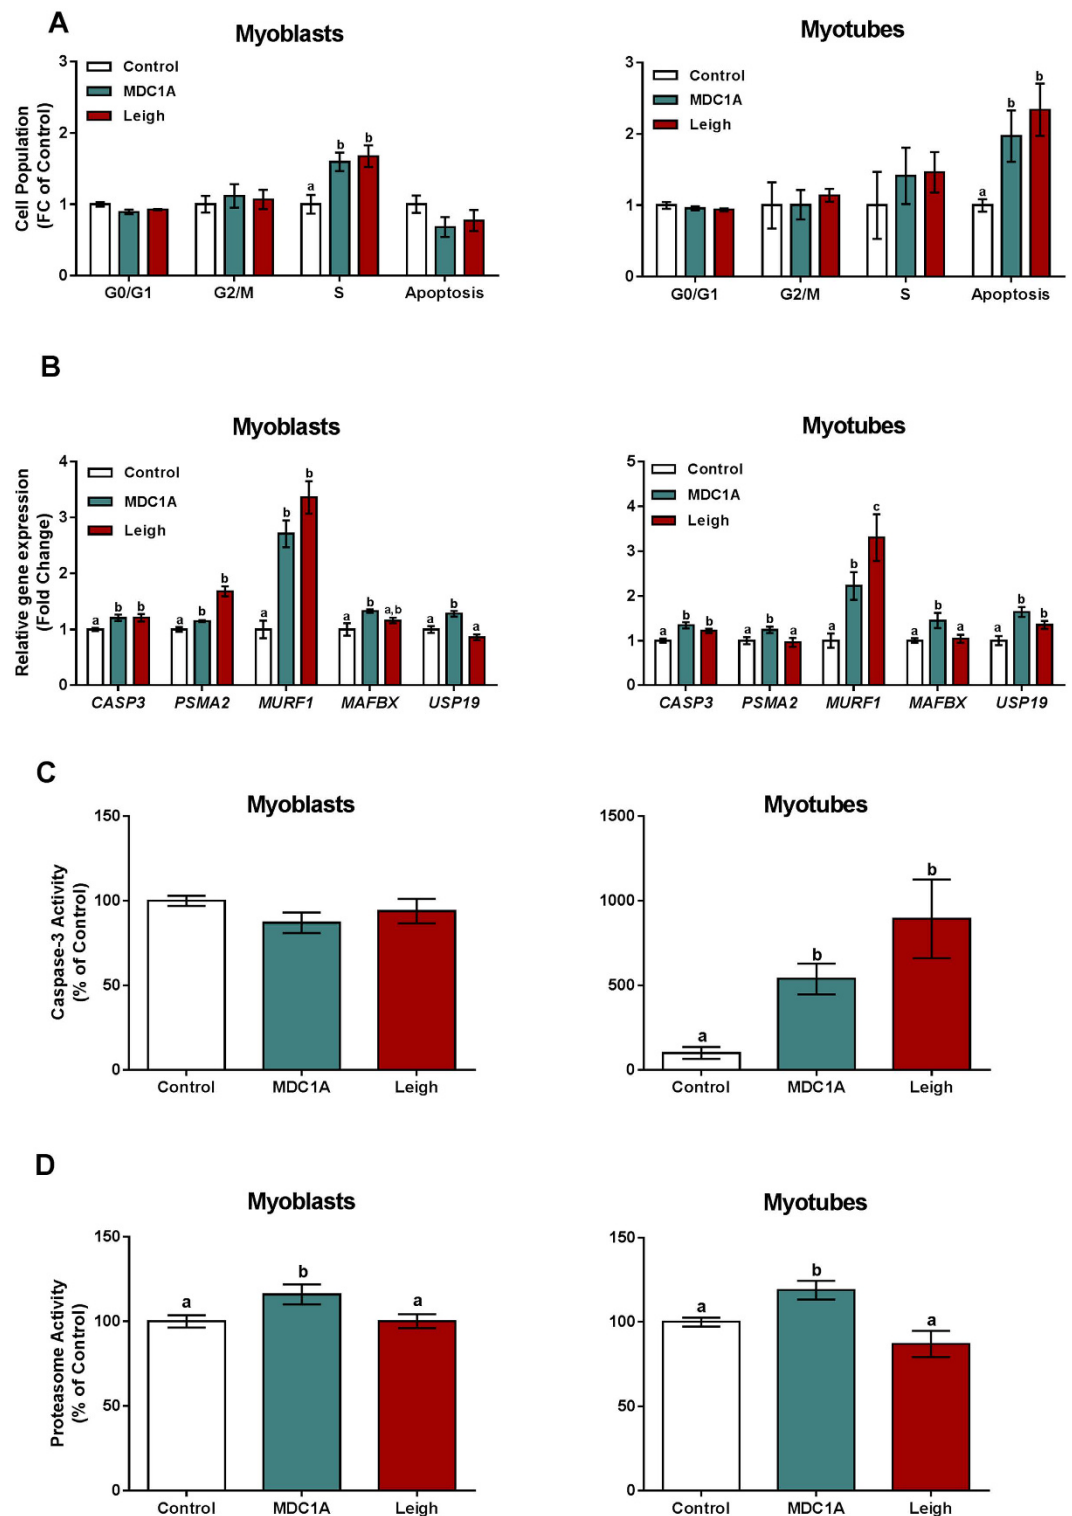 A
Myoblasts
Cell Population
(FC of Control)
3
2
1
0
Control
MDC1A
Leigh
a
b
b
G0/G1
G2/M
S
Apoptosis
Myotubes
3
2
1
0
Control
MDC1A
Leigh
a
b
b
G0/G1
G2/M
S
Apoptosis
B
Myoblasts
Relative gene expression
(Fold Change)
4
3
2
1
0
Control
MDC1A
Leigh
a b b
a b b
a b b
a b a,b
a b a
CASP3
PSMA2
MURF1
MAFBX
USP19
Myotubes
5
4
3
2
1
0
Control
MDC1A
Leigh
a b b
a b a
a b c
a b a
a b b
CASP3
PSMA2
MURF1
MAFBX
USP19
C
Myoblasts
Caspase-3 Activity
(% of Control)
150
100
50
0
Control
MDC1A
Leigh
Myotubes
1500
1000
500
0
a
b
b
Control
MDC1A
Leigh
D
Myoblasts
Proteasome Activity
(% of Control)
150
100
50
0
a
b
a
Control
MDC1A
Leigh
Myotubes
150
100
50
0
a
b
a
Control
MDC1A
Leigh